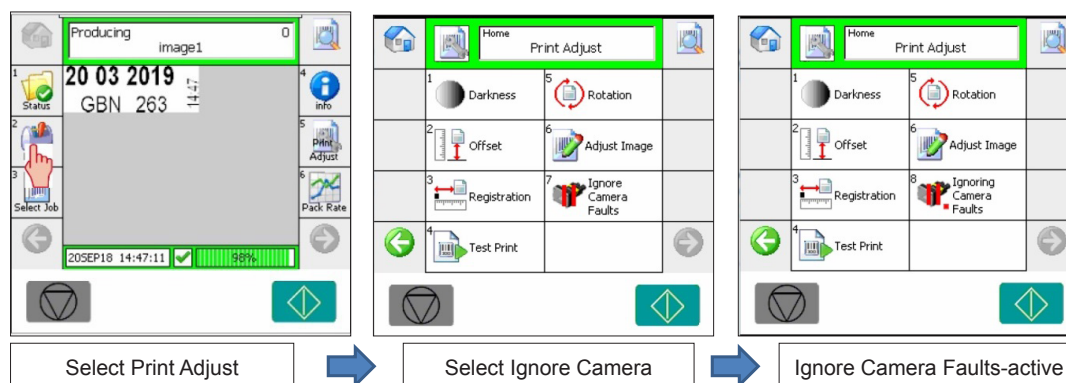 Producing 0
image1
20 03 2019 14:47
GBN 263
1 Status
4 info
2
5 Print Adjust
3 Select Job
6 Pack Rate
20SEP18 14:47:11 98%
Select Print Adjust
Home
Print Adjust
1 Darkness
5 Rotation
2 Offset
6 Adjust Image
3 Registration
7 Ignore
Camera
Faults
4 Test Print
Select Ignore Camera
Home
Print Adjust
1 Darkness
5 Rotation
2 Offset
6 Adjust Image
3 Registration
8 Ignoring
Camera
Faults
4 Test Print
Ignore Camera Faults-active